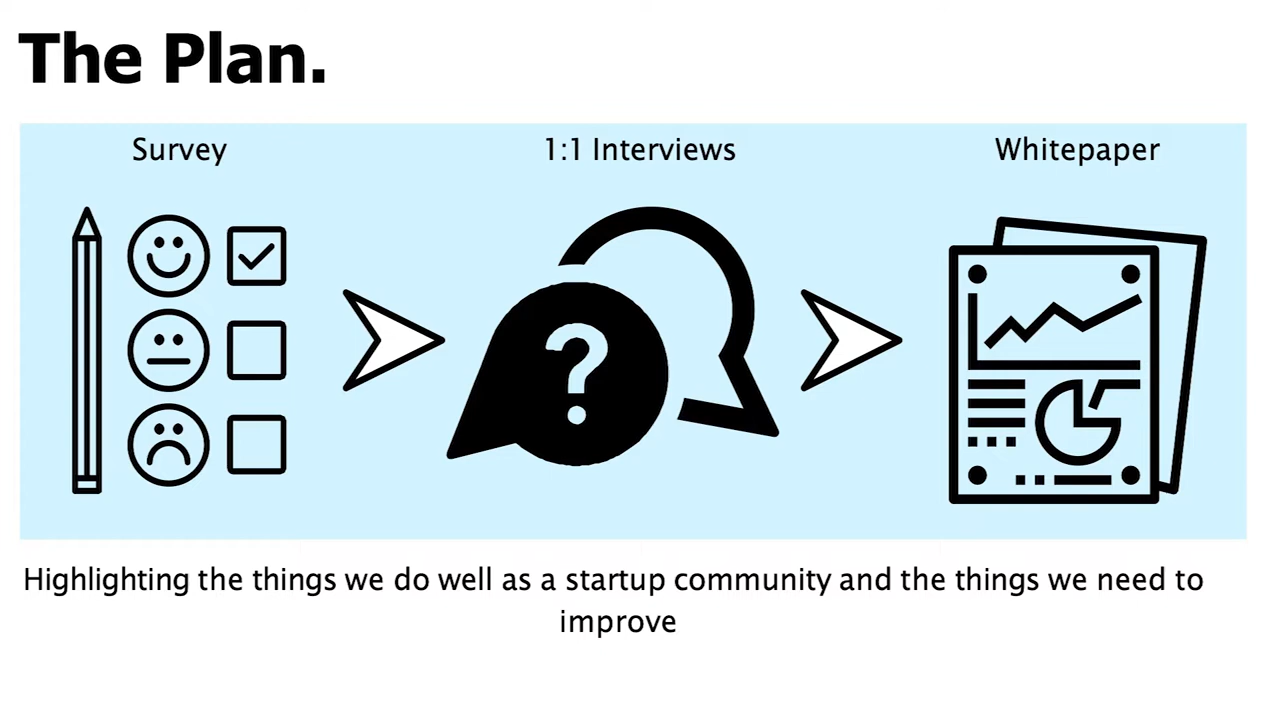 The Plan.
Survey
1:1 Interviews
Whitepaper
?
Highlighting the things we do well as a startup community and the things we need to
improve